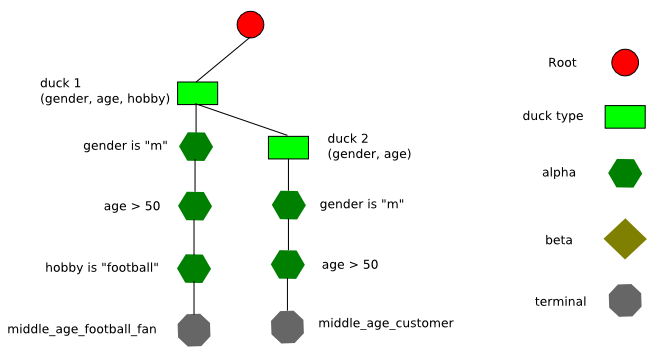 duck 1
(gender, age, hobby)
gender is "m"
age > 50
hobby is "football"
middle_age_football_fan
duck 2
(gender, age)
gender is "m"
age > 50
middle_age_customer
Root
duck type
alpha
beta
terminal